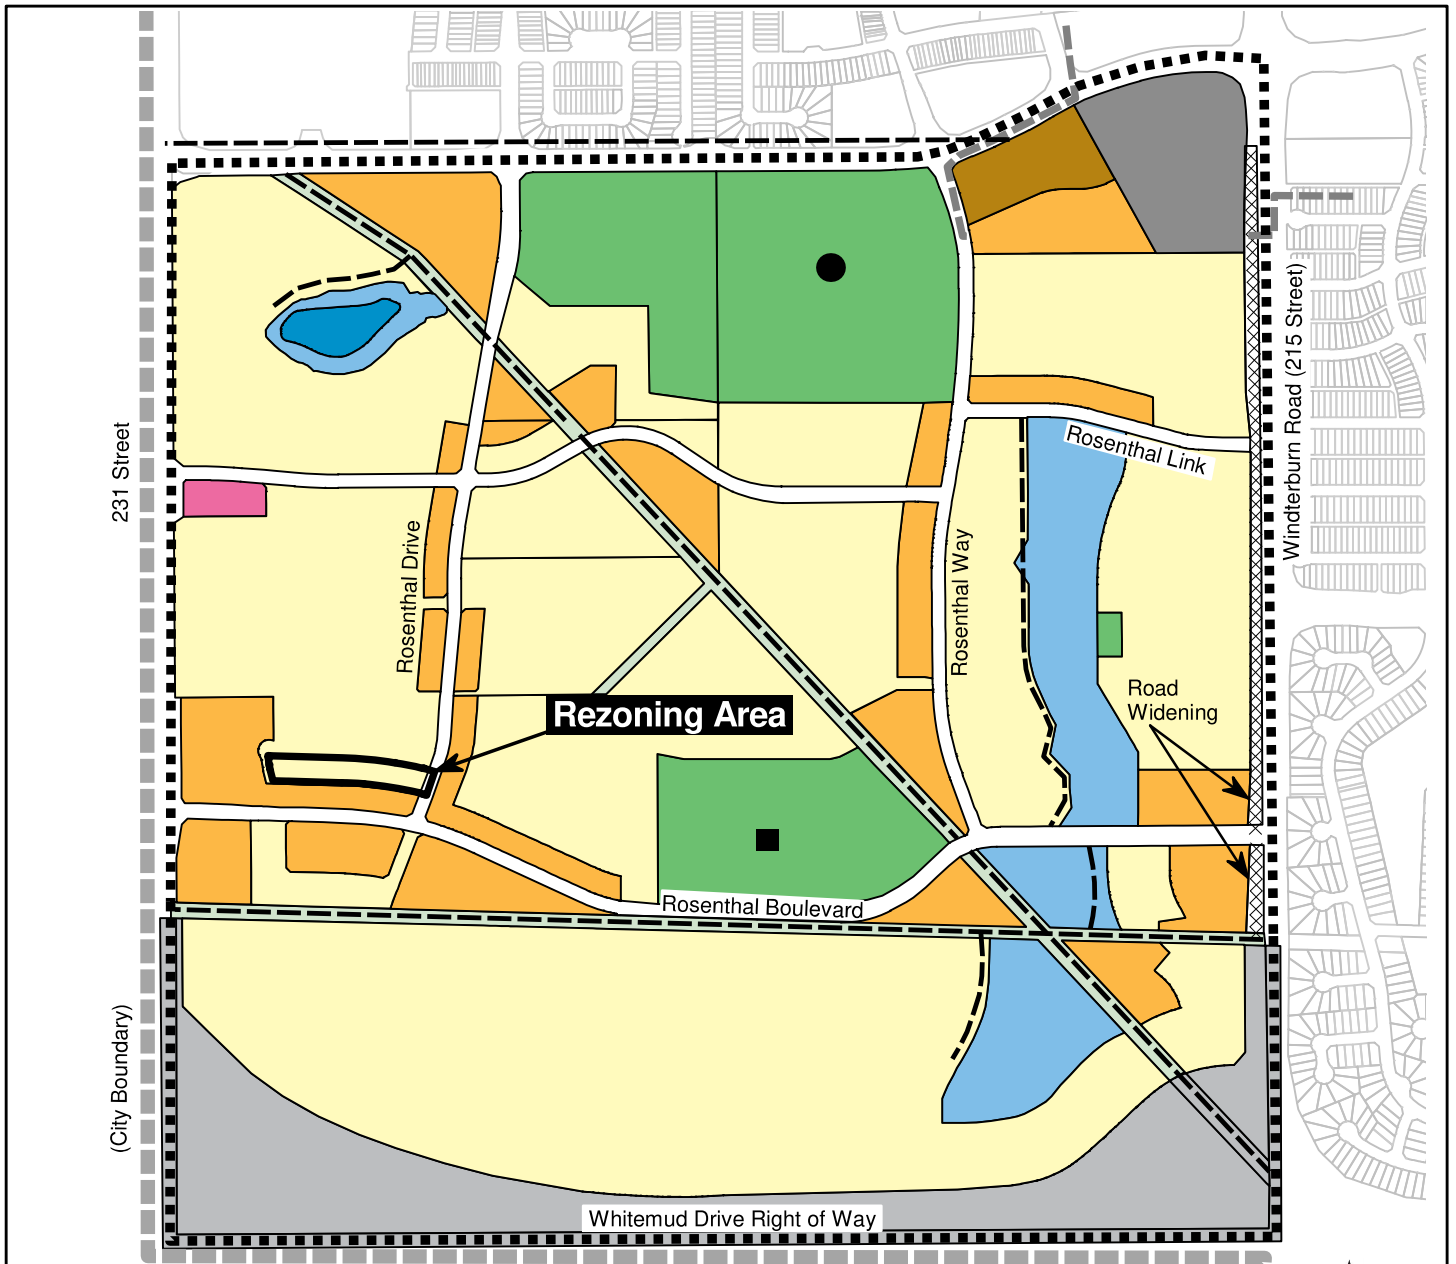 Windterburn Road (215 Street)
231 Street
Rosenthal Link
Rosenthal Drive
Rosenthal Way
Road
Widening
Rezoning Area
Rosenthal Boulevard
(City Boundary)
Whitemud Drive Right of Way